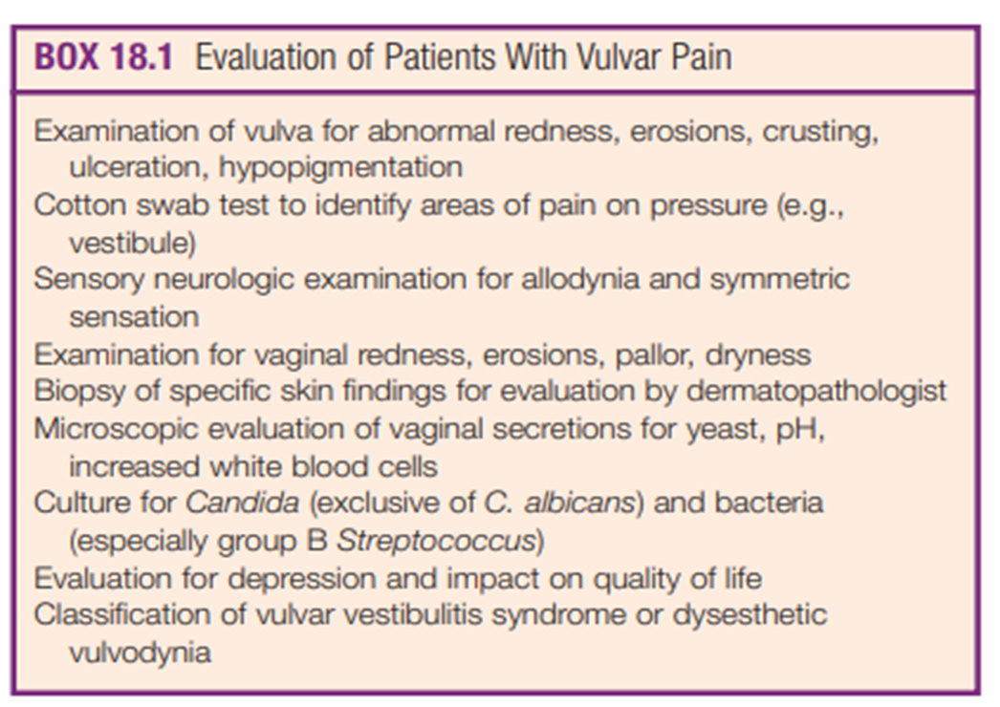 BOX 18.1 Evaluation of Patients With Vulvar Pain
Examination of vulva for abnormal redness, erosions, crusting,
ulceration, hypopigmentation
Cotton swab test to identify areas of pain on pressure (e.g.,
vestibule)
Sensory neurologic examination for allodynia and symmetric
sensation
Examination for vaginal redness, erosions, pallor, dryness
Biopsy of specific skin findings for evaluation by dermatopathologist
Microscopic evaluation of vaginal secretions for yeast, pH,
increased white blood cells
Culture for Candida (exclusive of C. albicans) and bacteria
(especially group B Streptococcus)
Evaluation for depression and impact on quality of life
Classification of vulvar vestibulitis syndrome or dysesthetic
vulvodynia